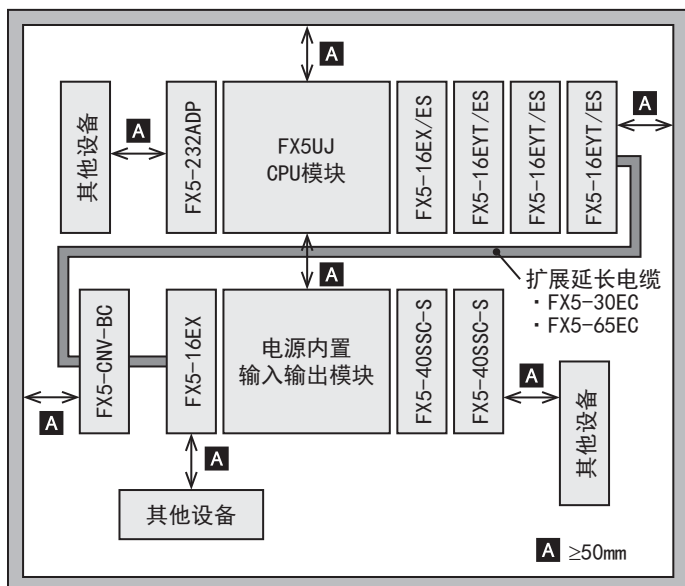 A
其他设备
A
FX5-232ADP
FX5UJ
CPU模块
FX5-16EX/ES
FX5-16EYT/ES
FX5-16EYT/ES
FX5-16EYT/ES
A
A
扩展延长电缆
・FX5-30EC
・FX5-65EC
FX5-CNV-BC
FX5-16EX
电源内置
输入输出模块
FX5-40SSC-S
FX5-40SSC-S
A
其他设备
A
A
其他设备
A ≥50mm